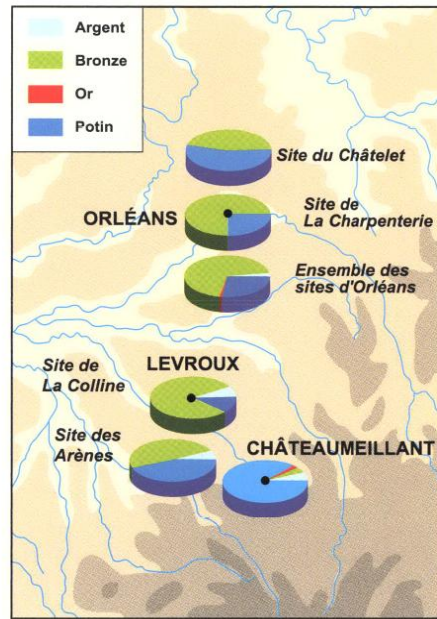 Argent
Bronze
Or
Potin
Site du Châtelet
ORLÉANS
Site de
La Charpenterie
Ensemble des
sites d'Orléans
Site de
La Colline
LEVROUX
Site des
Arènes
CHÂTEAUMEILLANT